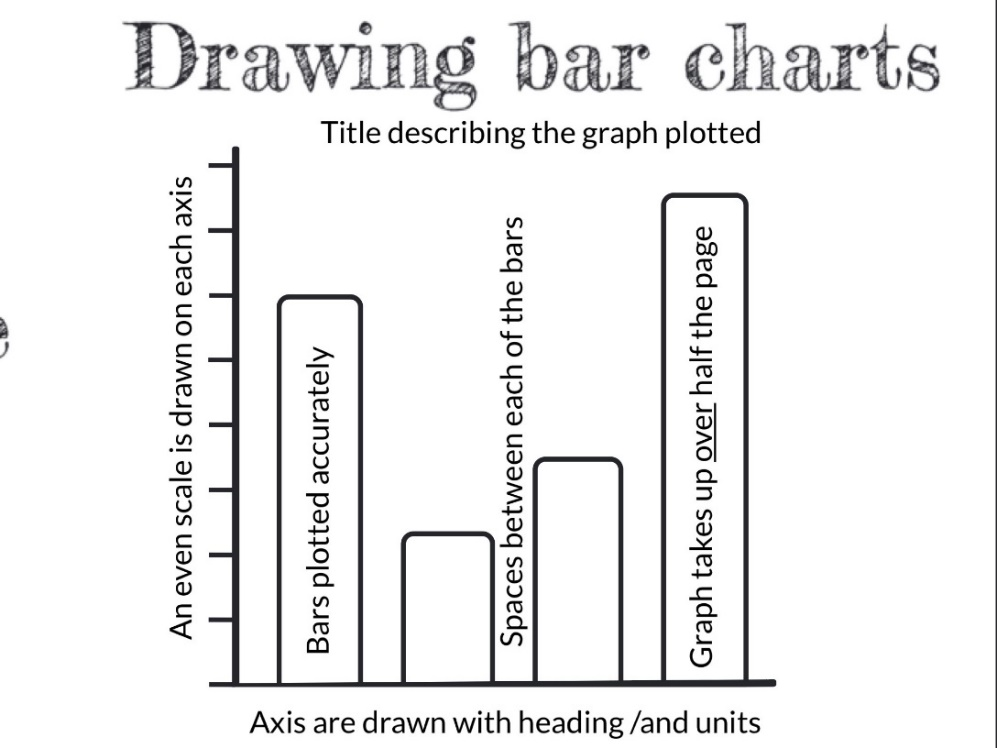 Drawing bar charts
Title describing the graph plotted
An even scale is drawn on each axis
Bars plotted accurately
Spaces between each of the bars
Graph takes up over half the page
Axis are drawn with heading /and units
e